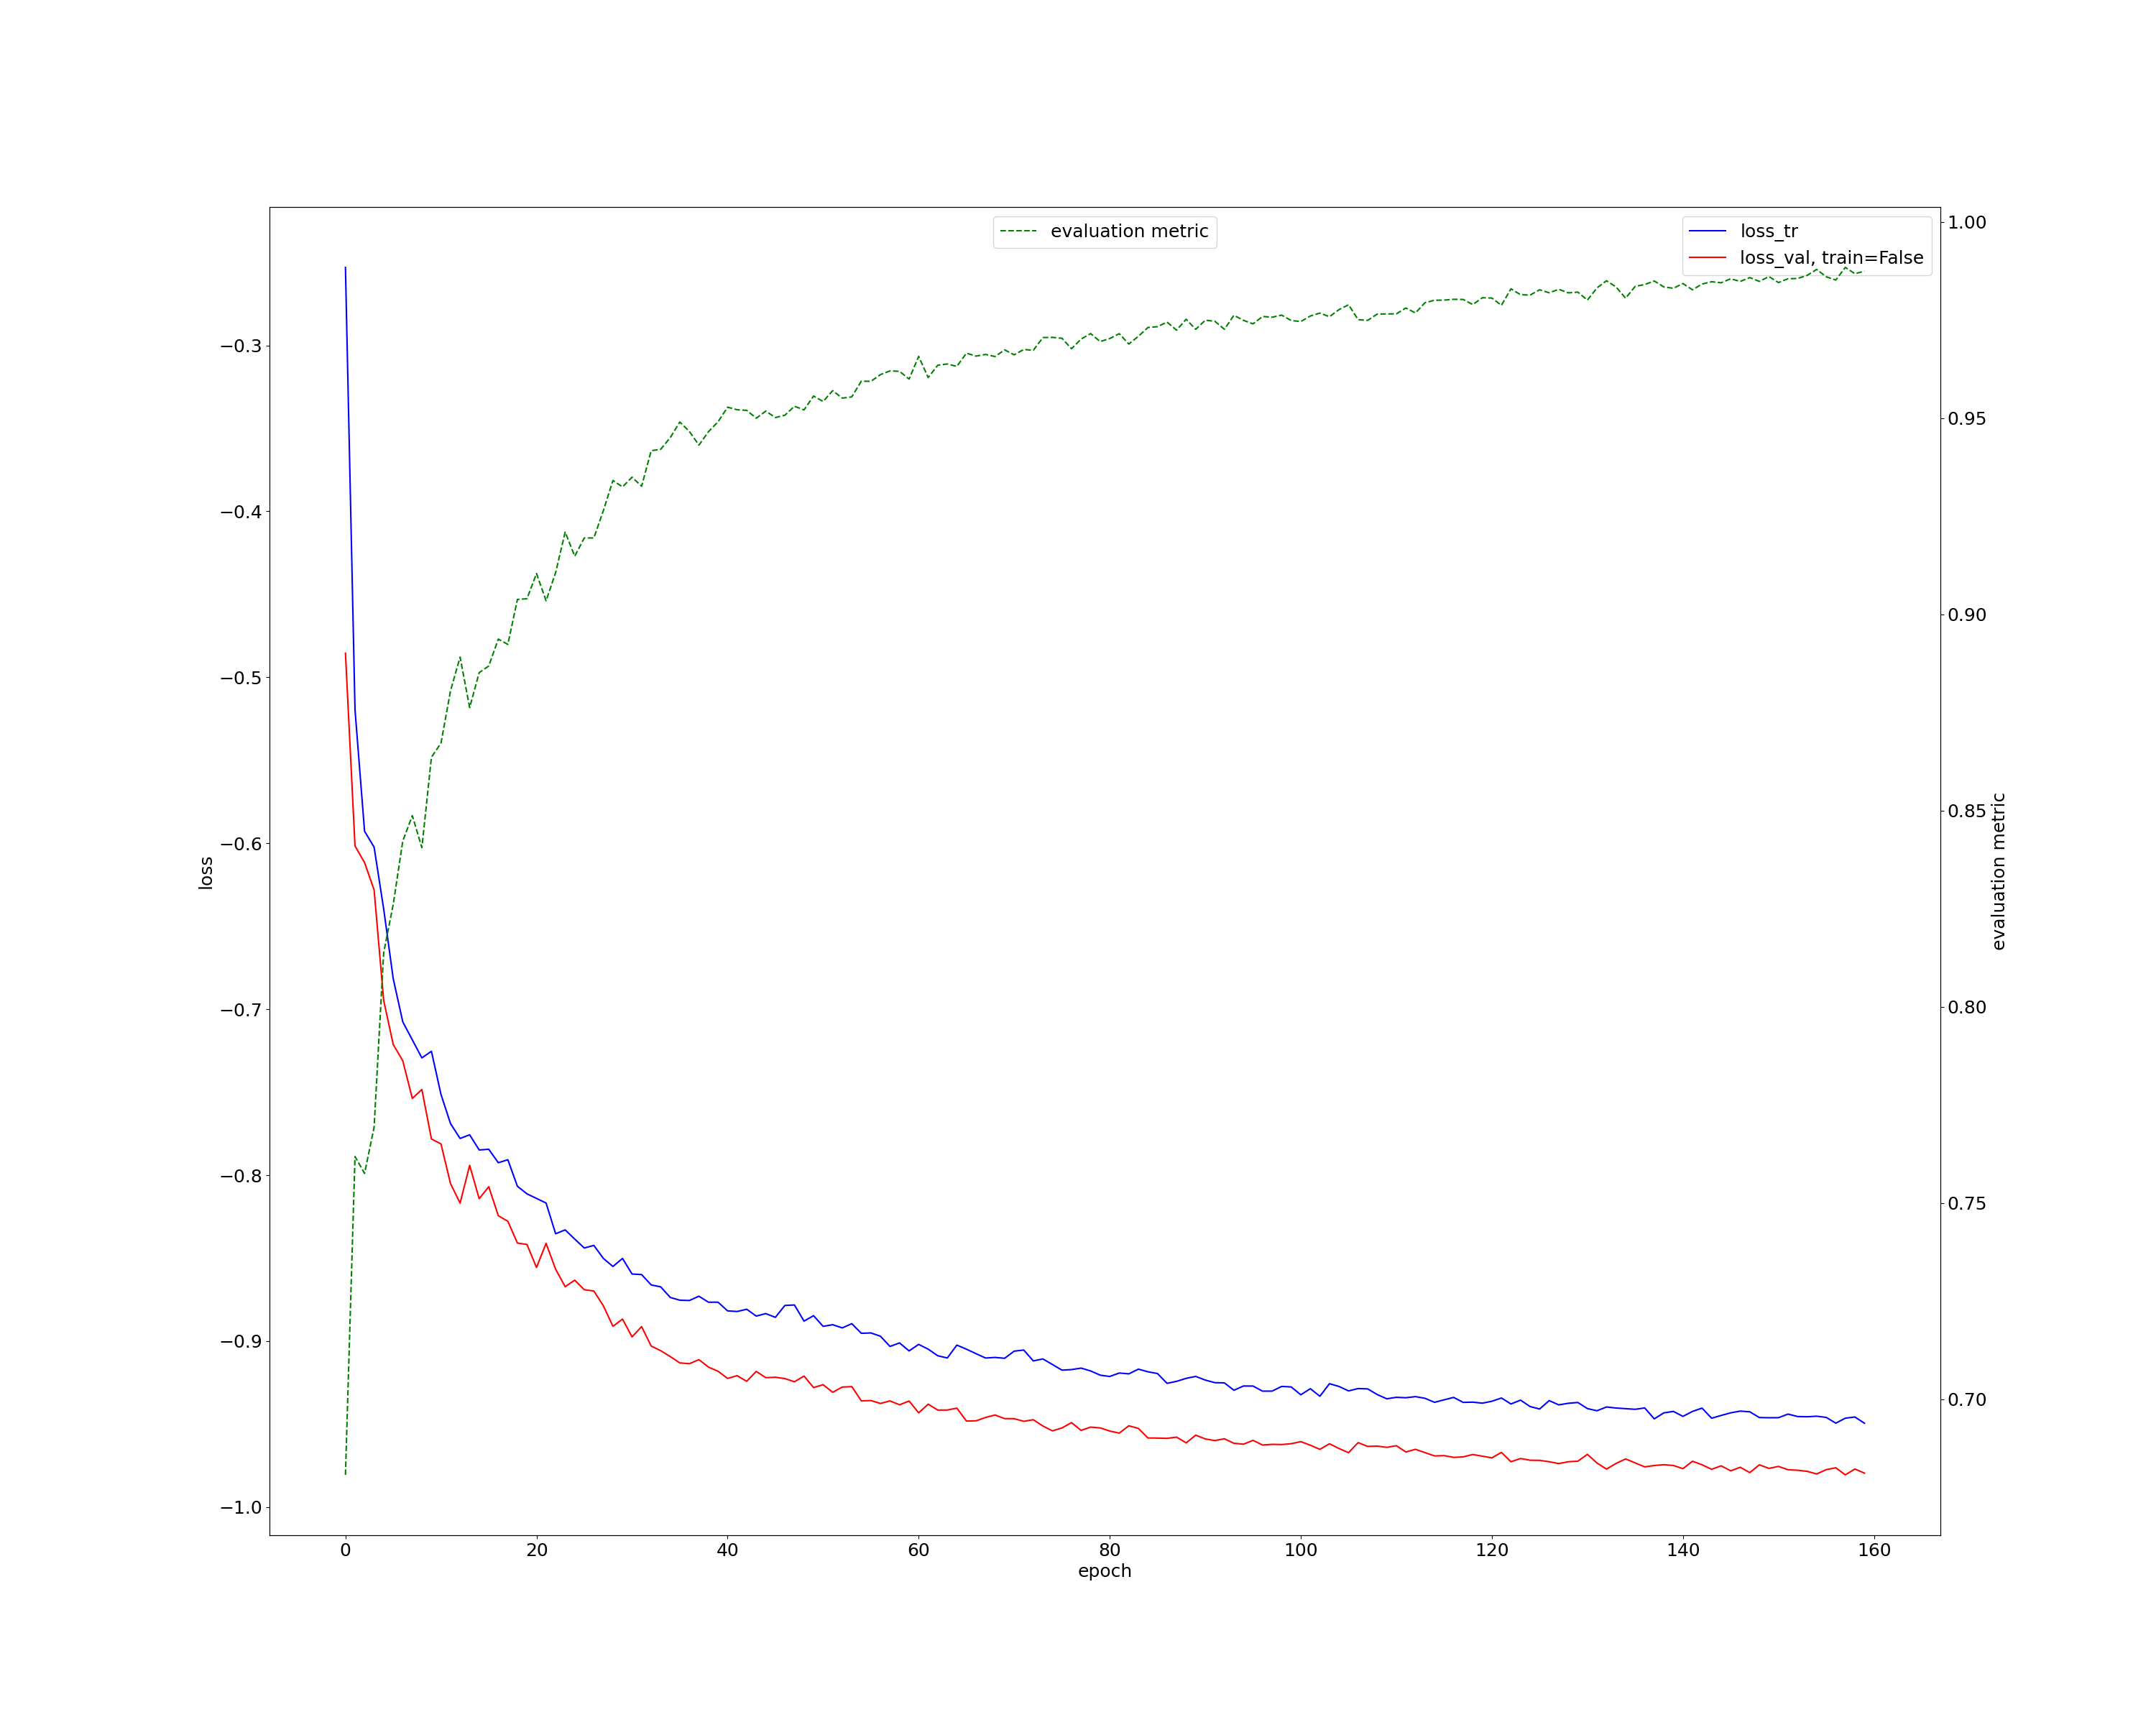 evaluation metric
loss_tr
loss_val, train=False
1.00
0.95
0.90
0.85
0.80
0.75
0.70
evaluation metric
−0.3
−0.4
−0.5
−0.6
−0.7
−0.8
−0.9
−1.0
loss
0 20 40 60 80 100 120 140 160
epoch